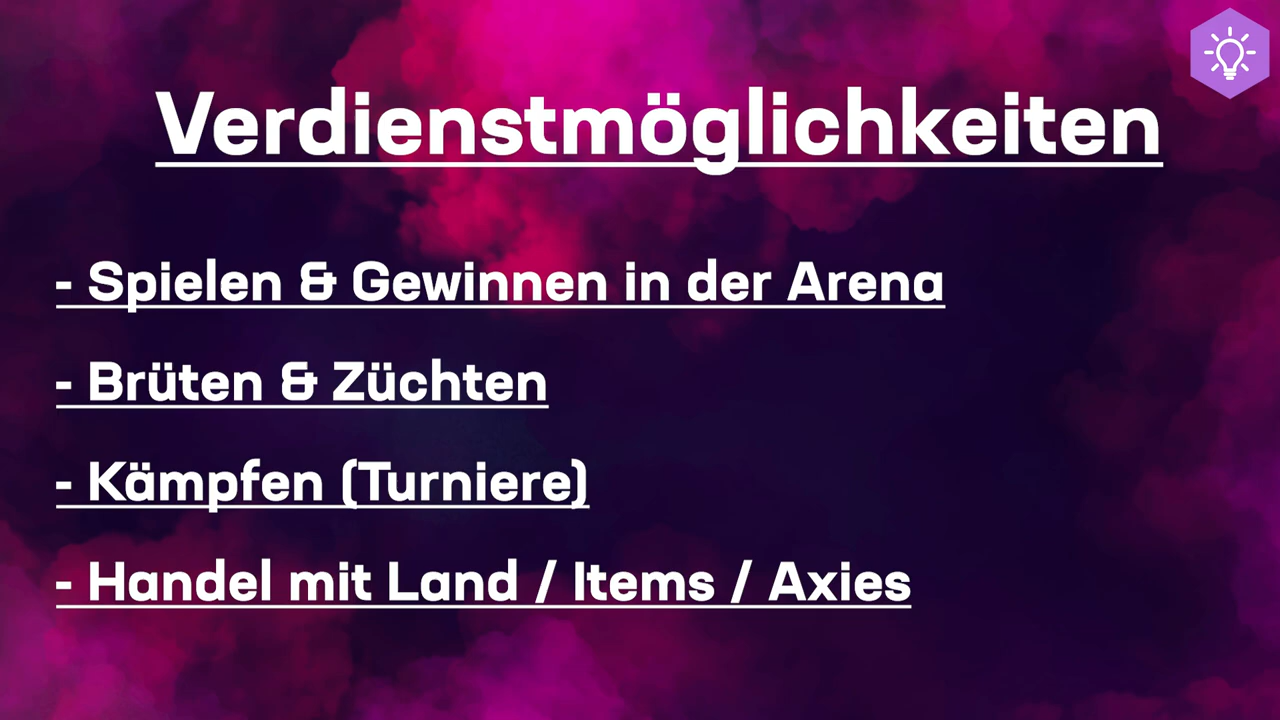 Verdienstmöglichkeiten
- Spielen & Gewinnen in der Arena
- Brüten & Züchten
- Kämpfen (Turniere)
- Handel mit Land / Items / Axies